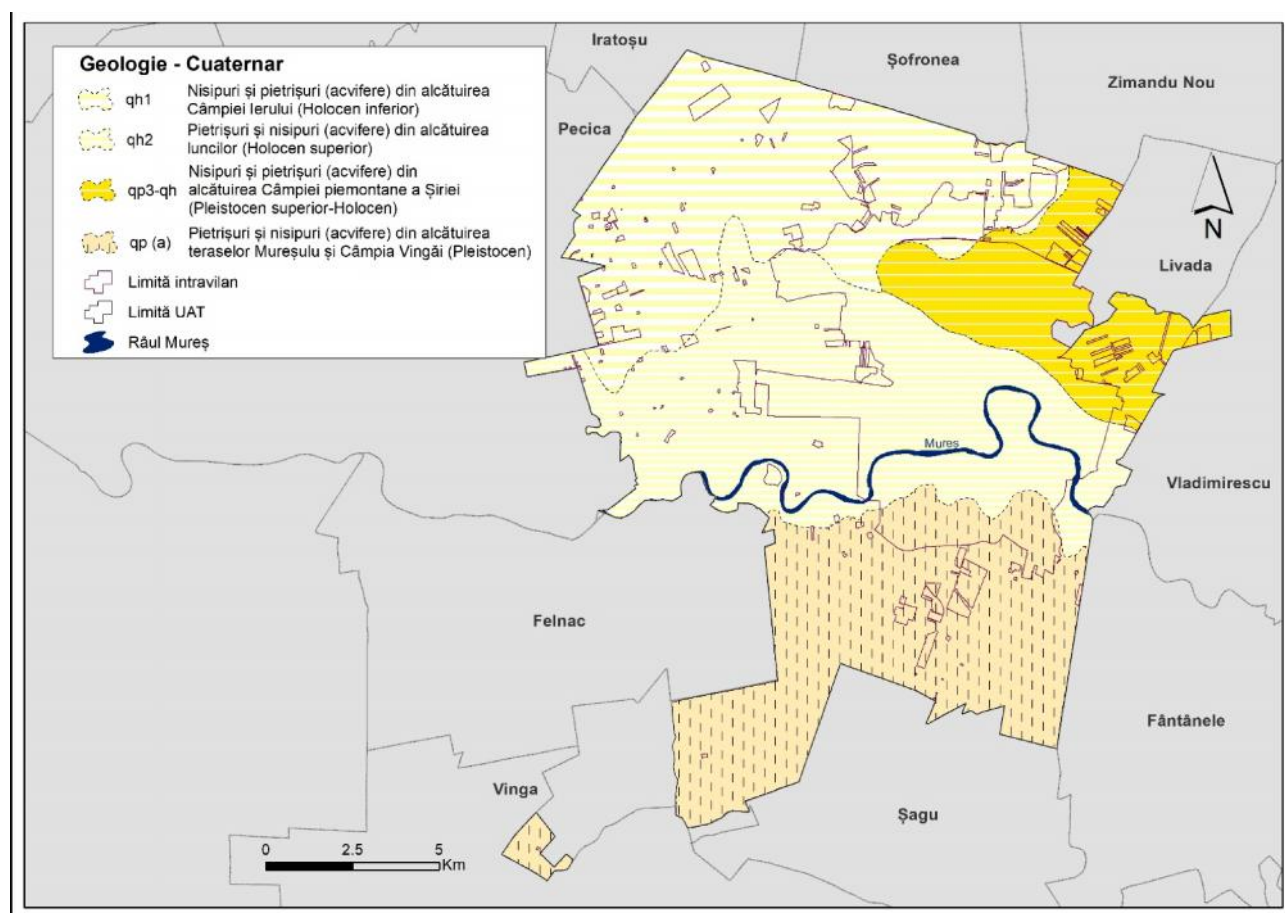 Geologie - Cuaternar
qh1 Nisipuri și pietrișuri (acvifere) din alcătuirea
Câmpiei Ierului (Holocen inferior)
qh2 Pietrișuri și nisipuri (acvifere) din alcătuirea
luncilor (Holocen superior)
qp3-qh Nisipuri și pietrișuri (acvifere) din
alcătuirea Câmpiei piemontane a Șiriei
(Pleistocen superior-Holocen)
qp (a) Pietrișuri și nisipuri (acvifere) din alcătuirea
teraselor Mureșului și Câmpia Vingăi (Pleistocen)
Limită intravilan
Limită UAT
Râul Mureș
Iratoșu
Șofronea
Zimandu Nou
Pecica
N
Livada
Mureș
Vladimirescu
Felnac
Fântânele
Vinga
Șagu
0 2.5 5
Km